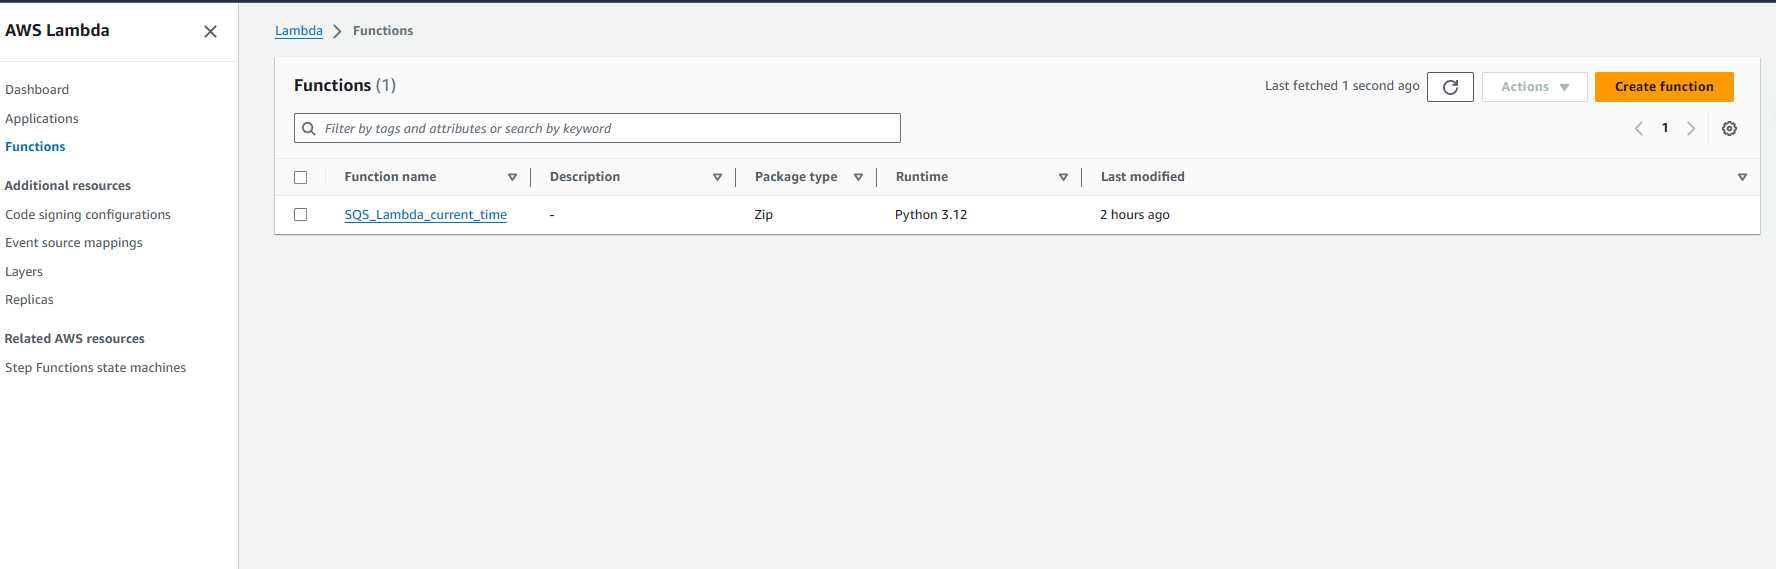 AWS Lambda
Dashboard
Applications
Functions
Additional resources
Code signing configurations
Event source mappings
Layers
Replicas
Related AWS resources
Step Functions state machines
Lambda > Functions
Functions (1)
Last fetched 1 second ago
Actions
Create function
Filter by tags and attributes or search by keyword
1
Function name Description Package type Runtime Last modified
SQS_Lambda_current_time - Zip Python 3.12 2 hours ago